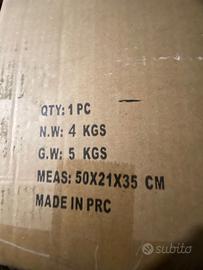 QTY: 1 PC
N.W: 4 KGS
G.W: 5 KGS
MEAS: 50X21X35 CM
MADE IN PRC
subito